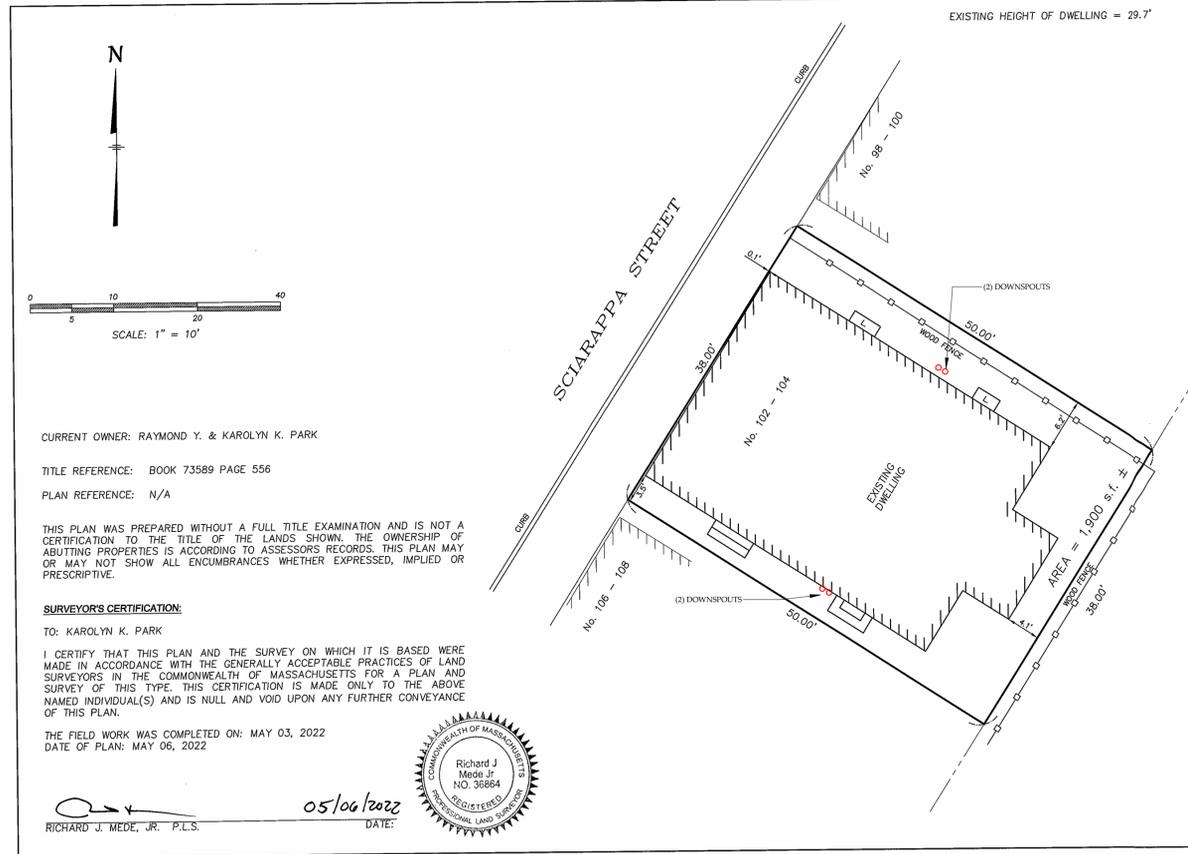 EXISTING HEIGHT OF DWELLING = 29.7'
N
0 10 40
5 20
SCALE: 1" = 10'
CURB
No. 98 - 100
SCIARAPPA STREET
0.1'
(2) DOWNSPOUTS
50.00'
WOOD FENCE
L
L
38.00'
No. 102 - 104
6.2'
EXISTING
DWELLING
AREA = 1,900 s.f. ±
3.5'
CURB
No. 106 - 108
(2) DOWNSPOUTS
50.00'
4.1'
WOOD FENCE
38.00'
CURRENT OWNER: RAYMOND Y. & KAROLYN K. PARK
TITLE REFERENCE: BOOK 73589 PAGE 556
PLAN REFERENCE: N/A
THIS PLAN WAS PREPARED WITHOUT A FULL TITLE EXAMINATION AND IS NOT A
CERTIFICATION TO THE TITLE OF THE LANDS SHOWN. THE OWNERSHIP OF
ABUTTING PROPERTIES IS ACCORDING TO ASSESSORS RECORDS. THIS PLAN MAY
OR MAY NOT SHOW ALL ENCUMBRANCES WHETHER EXPRESSED, IMPLIED OR
PRESCRIPTIVE.
SURVEYOR'S CERTIFICATION:
TO: KAROLYN K. PARK
I CERTIFY THAT THIS PLAN AND THE SURVEY ON WHICH IT IS BASED WERE
MADE IN ACCORDANCE WITH THE GENERALLY ACCEPTABLE PRACTICES OF LAND
SURVEYORS IN THE COMMONWEALTH OF MASSACHUSETTS FOR A PLAN AND
SURVEY OF THIS TYPE. THIS CERTIFICATION IS MADE ONLY TO THE ABOVE
NAMED INDIVIDUAL(S) AND IS NULL AND VOID UPON ANY FURTHER CONVEYANCE
OF THIS PLAN.
THE FIELD WORK WAS COMPLETED ON: MAY 03, 2022
DATE OF PLAN: MAY 06, 2022
05/06/2022
RICHARD J. MEDE, JR. P.L.S. DATE:
COMMONWEALTH OF MASSACHUSETTS
Richard J
Mede Jr
NO. 36864
REGISTERED
PROFESSIONAL LAND SURVEYOR